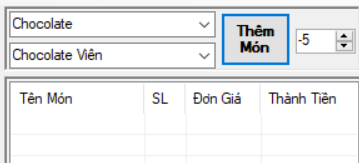 Chocolate
Chocolate Viên
Thêm
Món
-5
Tên Món SL Đơn Giá Thành Tiền